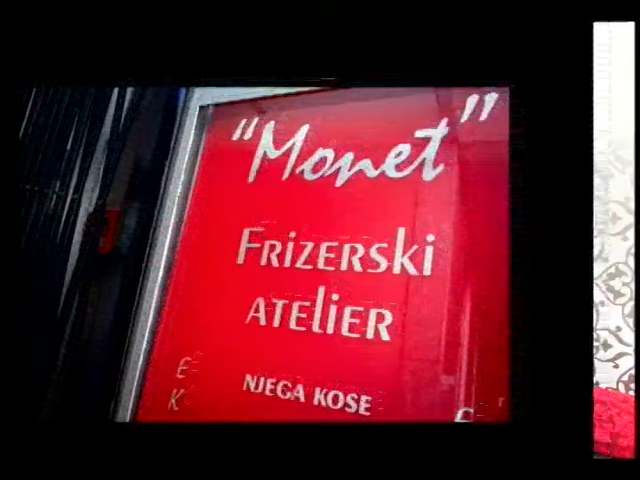 "Monet"
FRIZERSKI
ATELIER
NJEGA KOSE
E
K